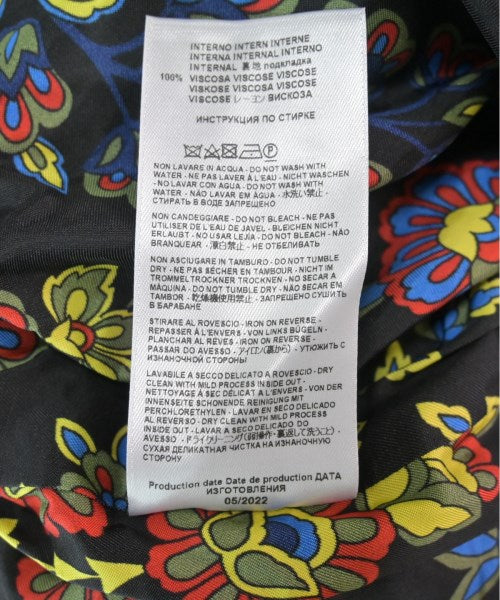 INTERNO INTERN INTERNE
INTERNA INTERNAL INTERNO
INTERNAL 裏地 подкладка
100% VISCOSA VISCOSE VISCOSE
VISKOSE VISCOSA VISCOSE
VISCOSE レーヨン ВИСКОЗА
ИНСТРУКЦИЯ ПО СТИРКЕ
P
NON LAVARE IN ACQUA - DO NOT WASH WITH
WATER - NE PAS LAVER À L'EAU - NICHT WASCHEN
- NO LAVAR CON AGUA - DO NOT WASH WITH
WATER - NÃO LAVAR EM ÁGUA - 水洗い禁止 -
СТИРАТЬ В ВОДЕ ЗАПРЕЩЕНО
NON CANDEGGIARE - DO NOT BLEACH - NE PAS
UTILISER DE L'EAU DE JAVEL - BLEICHEN NICHT
ERLAUBT - NO USAR LEJÍA - DO NOT BLEACH - NÃO
BRANQUEAR - 漂白禁止 - НЕ ОТБЕЛИВАТЬ
NON ASCIUGARE IN TAMBURO - DO NOT TUMBLE
DRY - NE PAS SÉCHER EN TAMBOUR - NICHT IM
TROMMELTROCKNER TROCKNEN - NO SECAR A
MÁQUINA - DO NOT TUMBLE DRY - NÃO SECAR EM
TAMBOR - 乾燥機使用禁止 - ЗАПРЕЩЕНО СУШИТЬ
В БАРАБАНЕ
STIRARE AL ROVESCIO - IRON ON REVERSE -
REPASSER À L'ENVERS - VON LINKS BÜGELN -
PLANCHAR AL REVÉS - IRON ON REVERSE -
PASSAR DO AVESSO - アイロン(裏から) - УТЮЖИТЬ С
ИЗНАНОЧНОЙ СТОРОНЫ
LAVABILE A SECCO DELICATO A ROVESCIO - DRY
CLEAN WITH MILD PROCESS INSIDE OUT -
NETTOYAGE À SEC DÉLICAT À L'ENVERS - VON DER
INNENSEITE SCHONENDE REINIGUNG MIT
PERCHLORETHYLEN - LAVAR EN SECO DELICADO
AL REVERSO - DRY CLEAN WITH MILD PROCESS
INSIDE OUT - LAVAR A SECO DELICADO DO
AVESSO - ドライクリーニング(弱操作・裏返して洗うこと) -
СУХАЯ ДЕЛИКАТНАЯ ЧИСТКА НА ИЗНАНОЧНУЮ
СТОРОНУ
Production date Date de production ДАТА
ИЗГОТОВЛЕНИЯ
05/2022